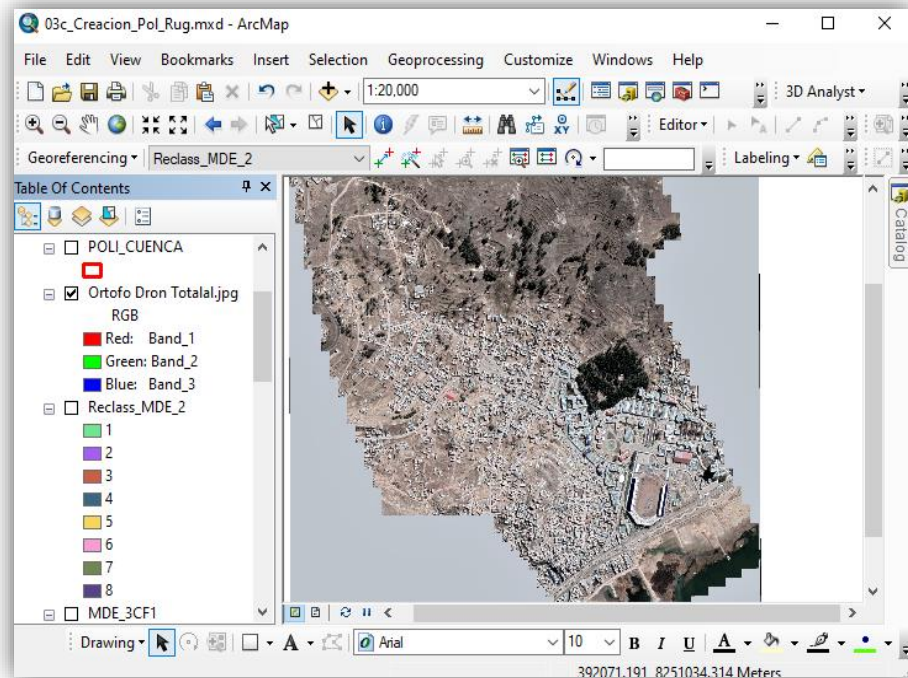 03c_Creacion_Pol_Rug.mxd - ArcMap
File Edit View Bookmarks Insert Selection Geoprocessing Customize Windows Help
1:20,000 3D Analyst
Editor
Georeferencing Reclass_MDE_2 Labeling
Table Of Contents
Catalog
POLI_CUENCA
Ortofo Dron Totalal.jpg
RGB
Red: Band_1
Green: Band_2
Blue: Band_3
Reclass_MDE_2
1
2
3
4
5
6
7
8
MDE_3CF1
Drawing A Arial 10 B I U A
392071.191 8251034.314 Meters